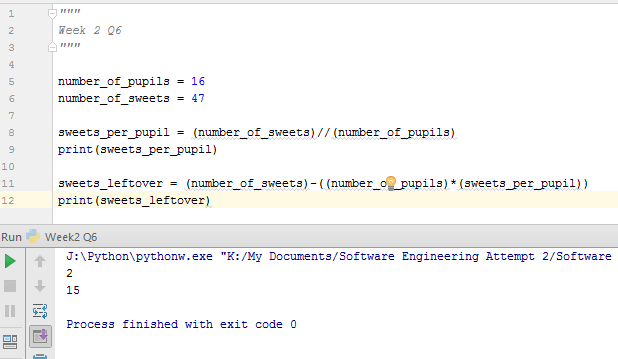 1 """
2 Week 2 Q6
3 """
4
5 number_of_pupils = 16
6 number_of_sweets = 47
7
8 sweets_per_pupil = (number_of_sweets)//(number_of_pupils)
9 print(sweets_per_pupil)
10
11 sweets_leftover = (number_of_sweets)-((number_of_pupils)*(sweets_per_pupil))
12 print(sweets_leftover)
Run Week2 Q6
J:\Python\pythonw.exe "K:/My Documents/Software Engineering Attempt 2/Software
2
15
Process finished with exit code 0